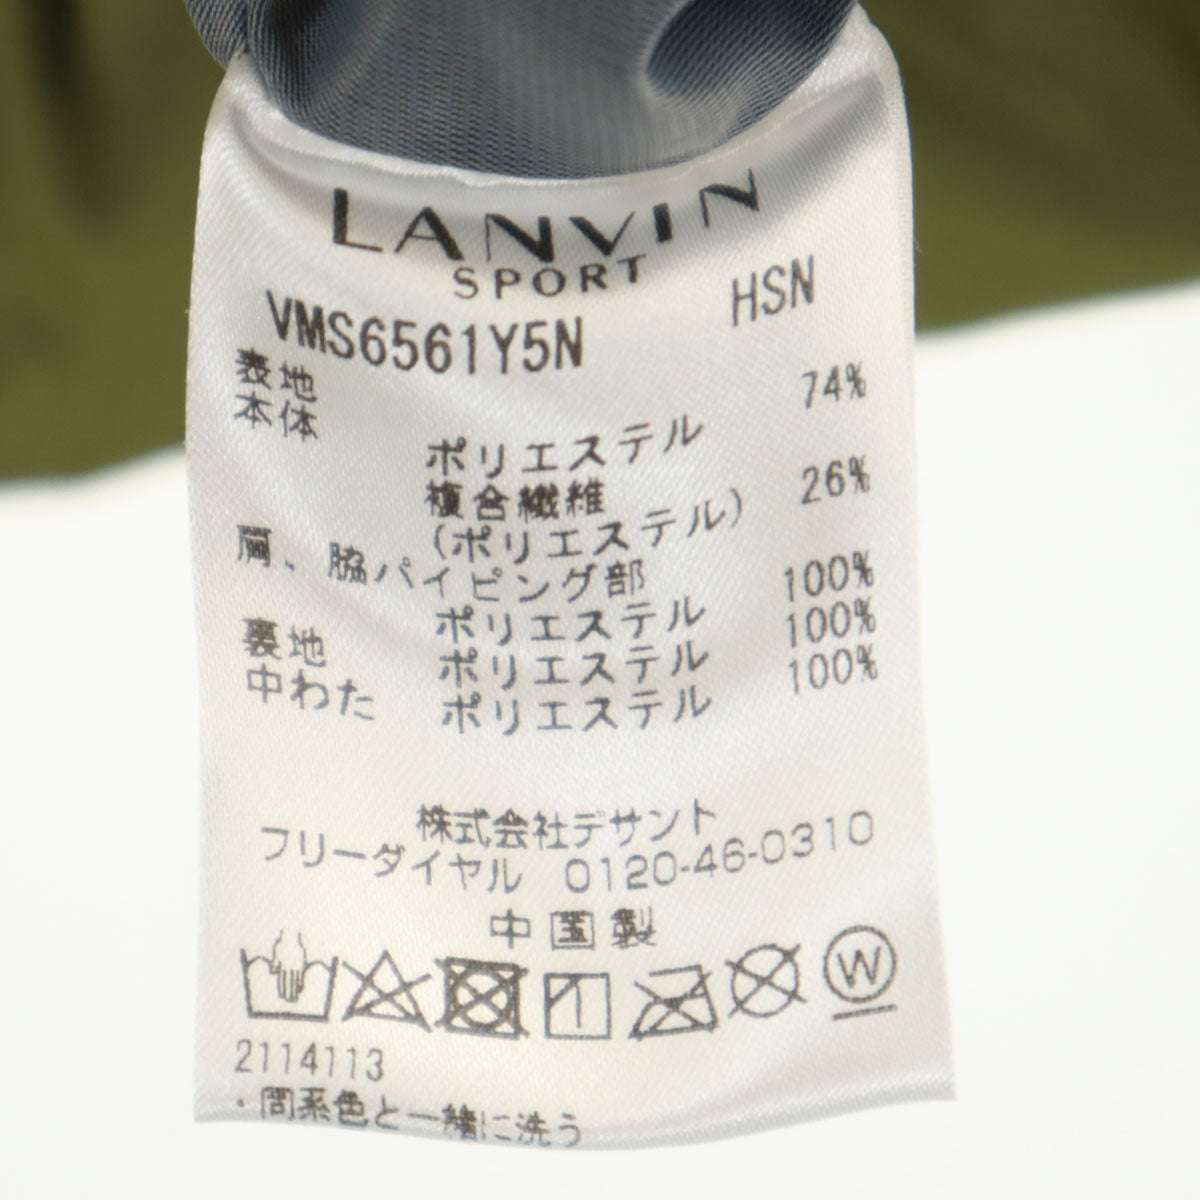 LANVIN
SPORT
VMS6561Y5N HSN
表地
本体
ポリエステル 74%
複合繊維
(ポリエステル) 26%
肩、脇パイピング部
ポリエステル 100%
裏地 ポリエステル 100%
中わた ポリエステル 100%
株式会社デサント
フリーダイヤル 0120-46-0310
中国製
W
2114113
・同系色と一緒に洗う